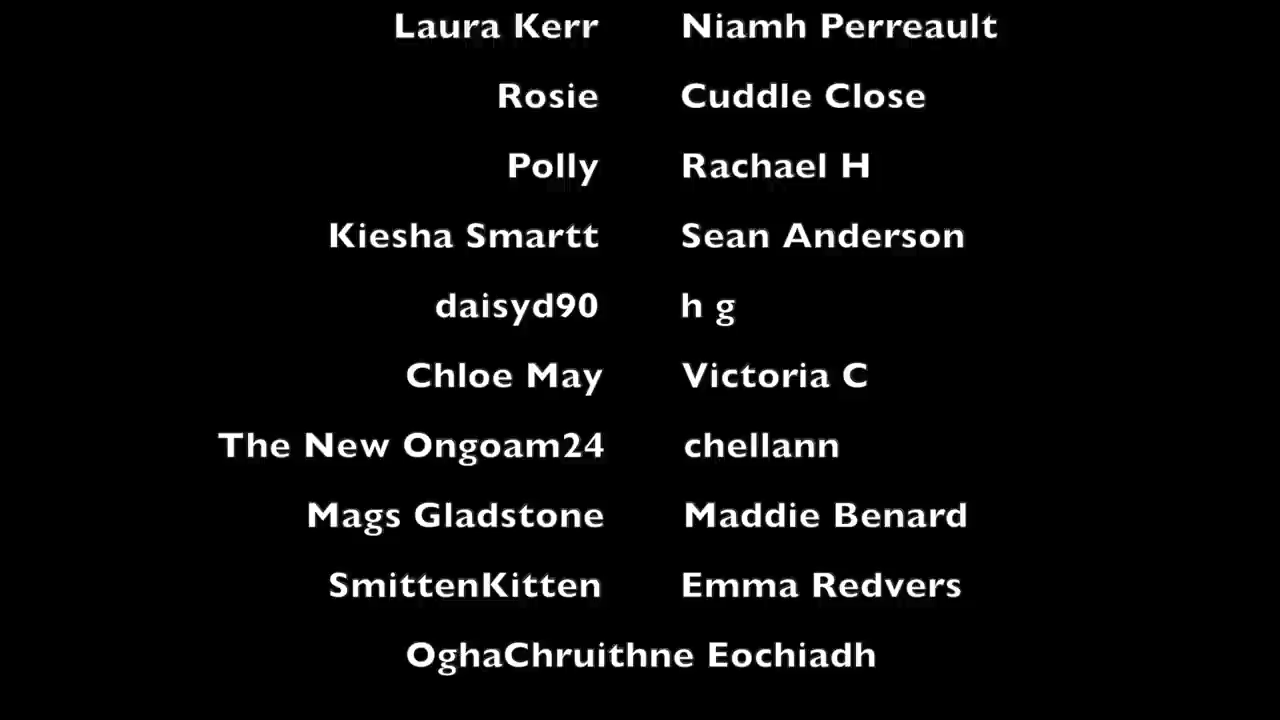 Laura Kerr Niamh Perreault
Rosie Cuddle Close
Polly Rachael H
Kiesha Smartt Sean Anderson
daisyd90 h g
Chloe May Victoria C
The New Ongoam24 chellann
Mags Gladstone Maddie Benard
SmittenKitten Emma Redvers
OghaChruithne Eochiadh